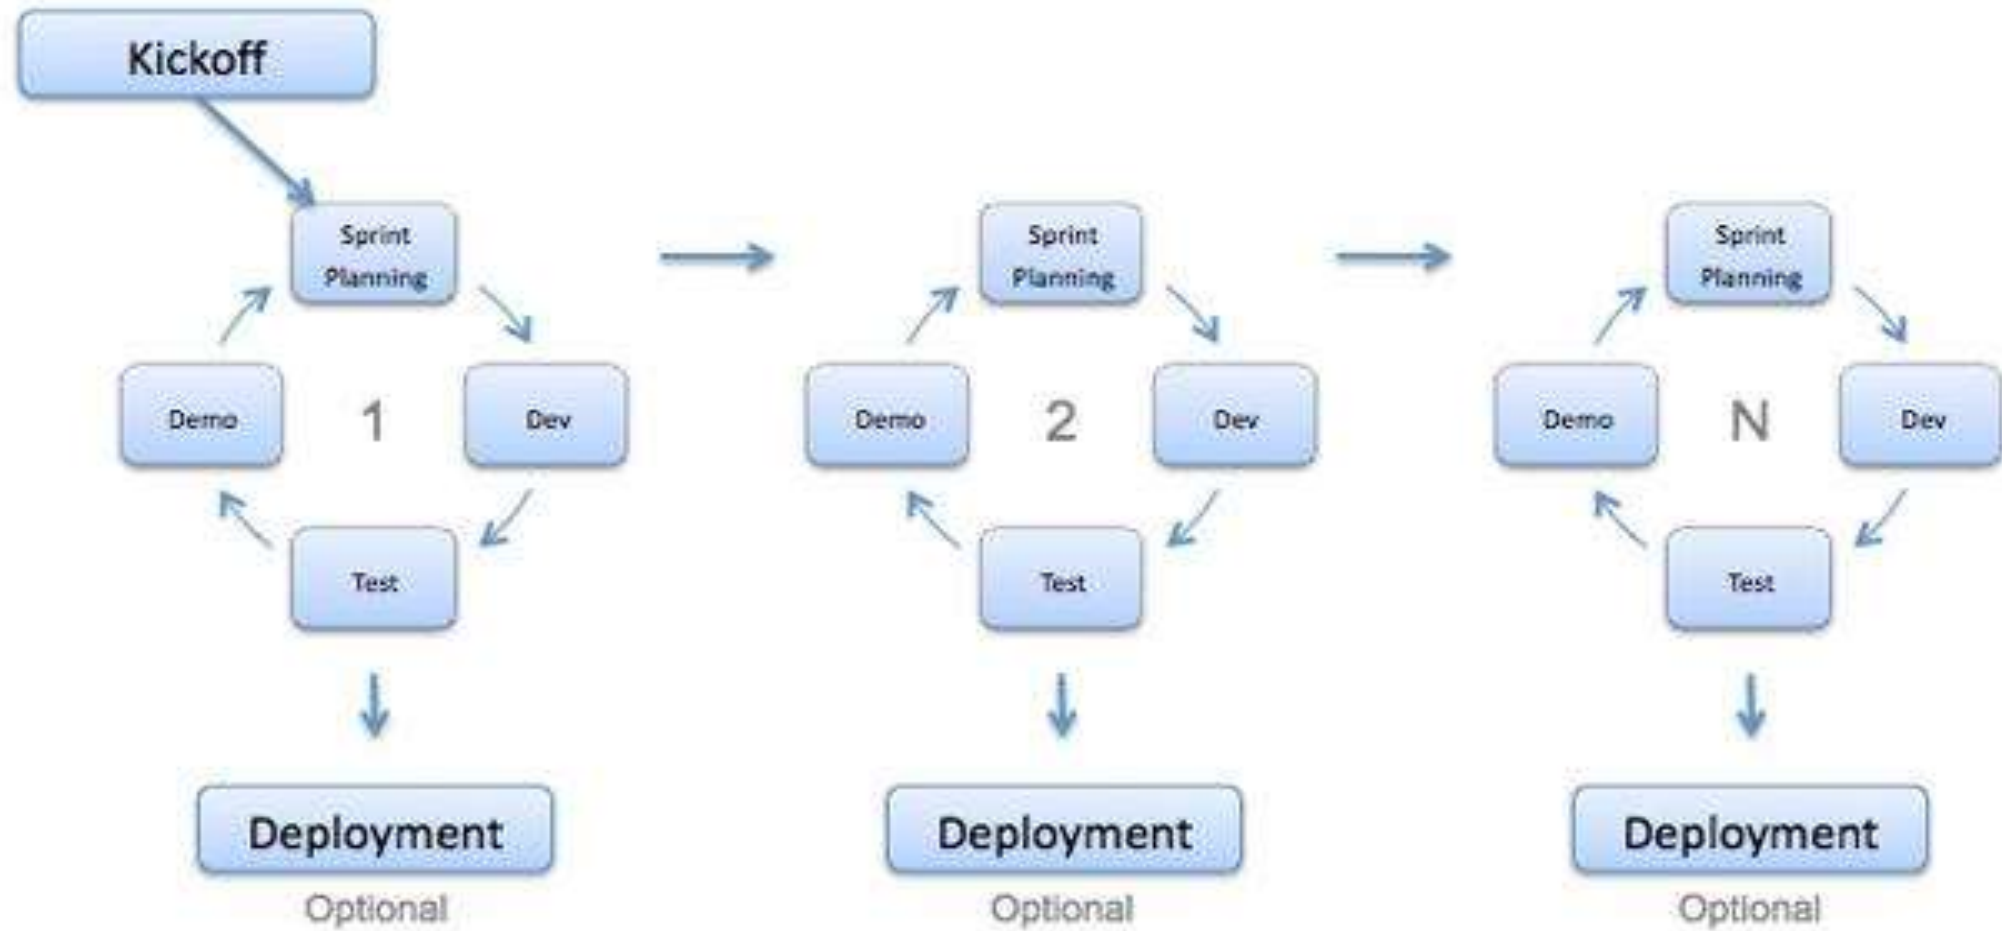 Kickoff
Sprint
Planning
Demo
1
Dev
Test
Deployment
Optional
Sprint
Planning
Demo
2
Dev
Test
Deployment
Optional
Sprint
Planning
Demo
N
Dev
Test
Deployment
Optional